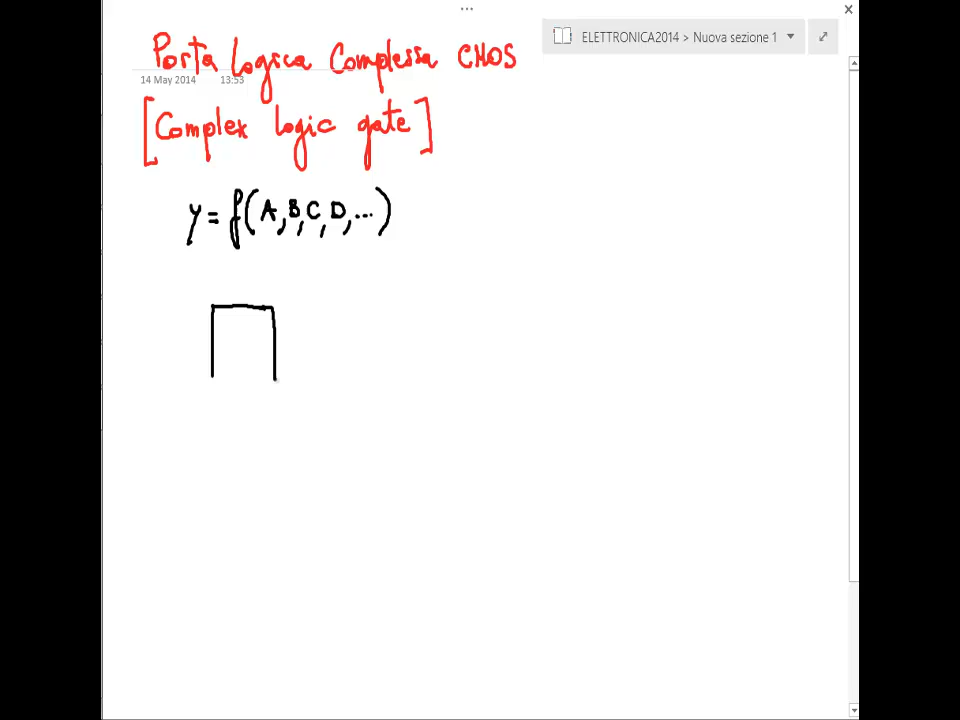 ELETTRONICA2014 > Nuova sezione 1
Porta Logica Complessa CMOS
14 May 2014 13:53
[Complex logic gate]
y = f(A, B, C, D, ...)